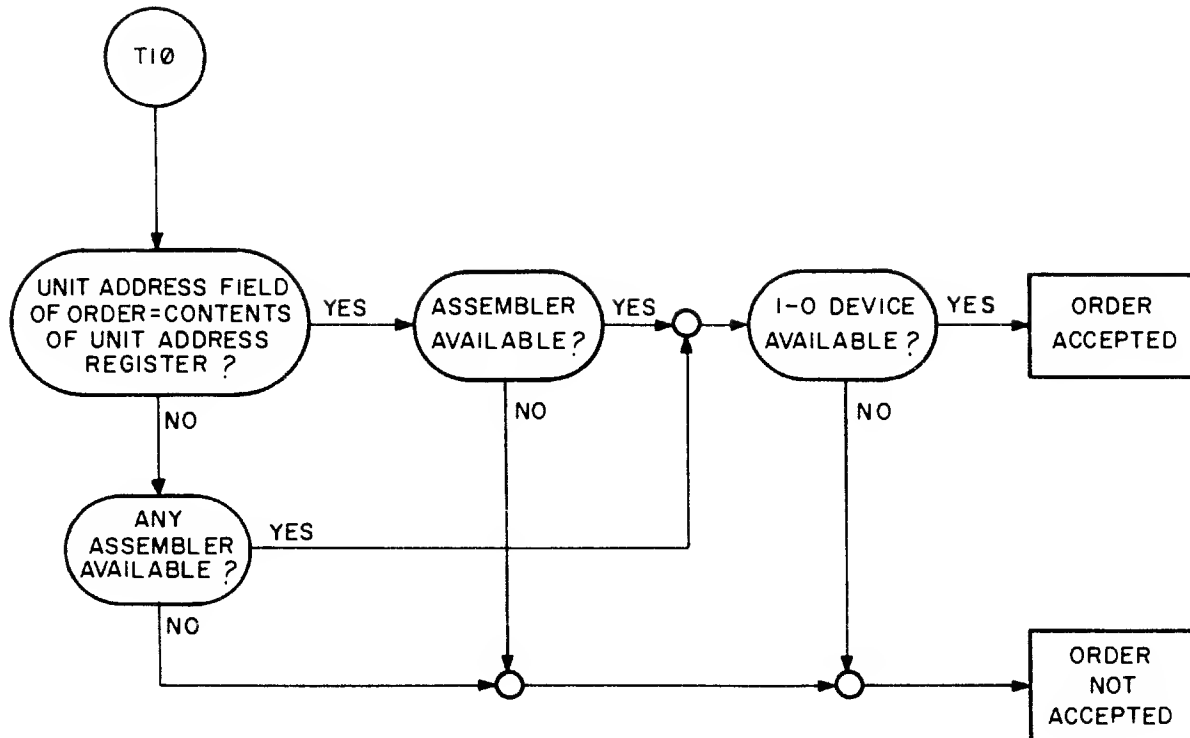 TIØ
UNIT ADDRESS FIELD
OF ORDER=CONTENTS
OF UNIT ADDRESS
REGISTER ?
YES
ASSEMBLER
AVAILABLE?
YES
I-O DEVICE
AVAILABLE?
YES
ORDER
ACCEPTED
NO
NO
NO
ANY
ASSEMBLER
AVAILABLE ?
YES
NO
ORDER
NOT
ACCEPTED